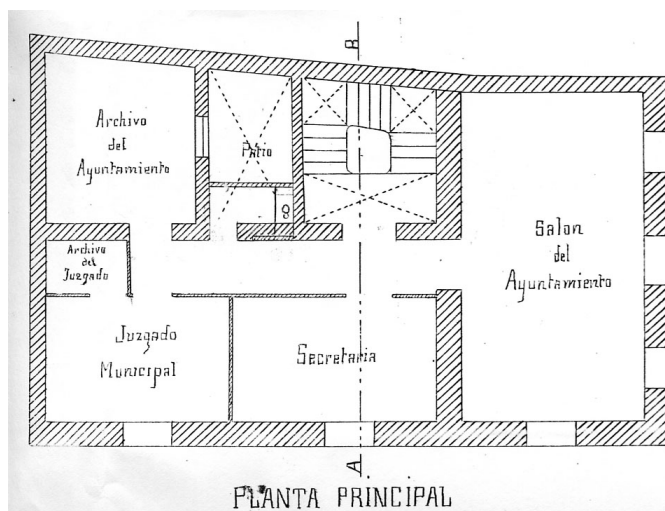 B
Archivo
del
Ayuntamiento
Patio
Archivo
del
Juzgado
Salon
del
Ayuntamiento
Juzgado
y
Municipal
Secretaria
A
PLANTA PRINCIPAL